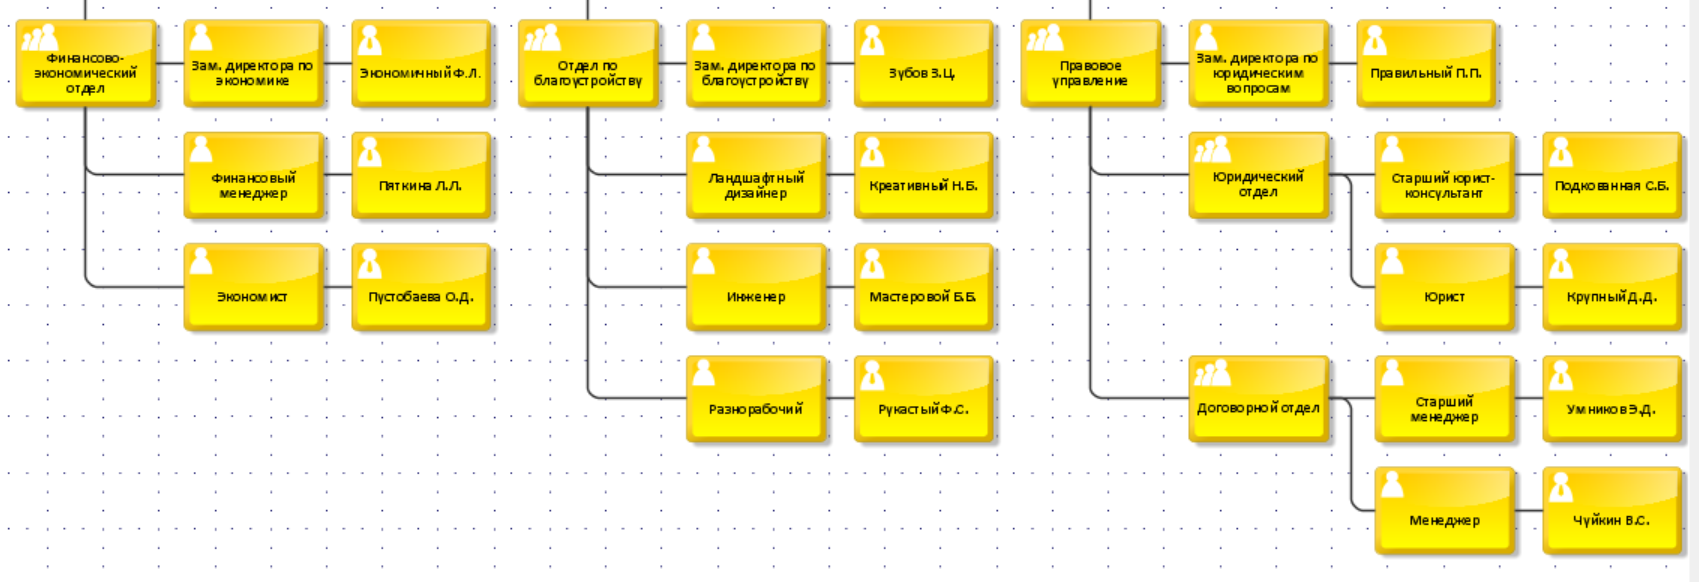 Финансово-
экономический
отдел
Зам. директора по
экономике
Экономичный Ф.Л.
Отдел по
благоустройству
Зам. директора по
благоустройству
Зубов З.Ц.
Правовое
управление
Зам. директора по
юридическим
вопросам
Правильный П.П.
Финансовый
менеджер
Пяткина Л.Л.
Ландшафтный
дизайнер
Креативный Н.Б.
Юридический
отдел
Старший юрист-
консультант
Подкованная С.Б.
Экономист
Пустобаева О.Д.
Инженер
Мастеровой Б.Б.
Юрист
Крупный Д.Д.
Разнорабочий
Рукастый Ф.С.
Договорной отдел
Старший
менеджер
Умников Э.Д.
Менеджер
Чуйкин В.С.